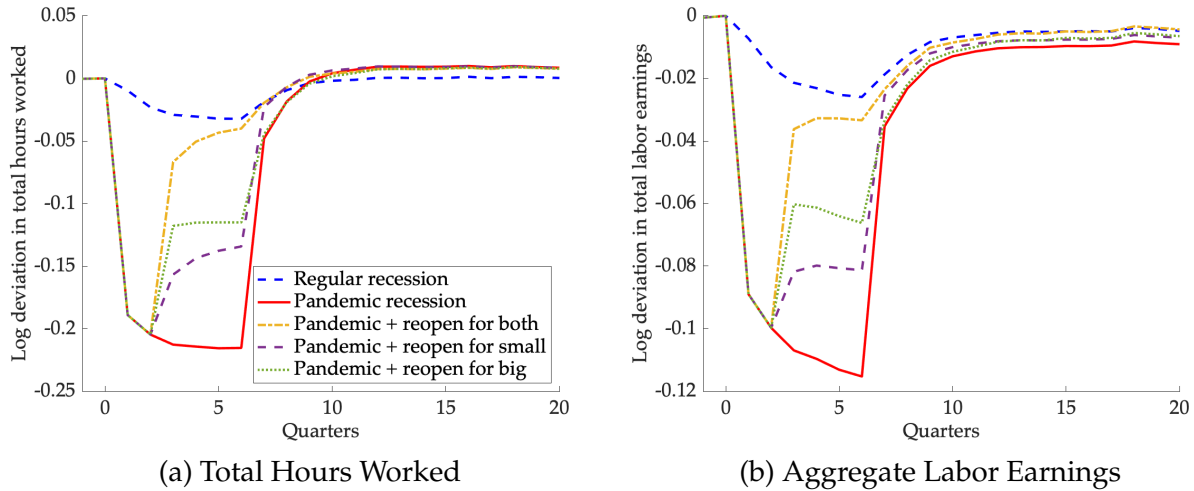 0.05
0
-0.05
-0.1
-0.15
-0.2
-0.25
Log deviation in total hours worked
Regular recession
Pandemic recession
Pandemic + reopen for both
Pandemic + reopen for small
Pandemic + reopen for big
0 5 10 15 20
Quarters
(a) Total Hours Worked
0
-0.02
-0.04
-0.06
-0.08
-0.1
-0.12
Log deviation in total labor earnings
0 5 10 15 20
Quarters
(b) Aggregate Labor Earnings